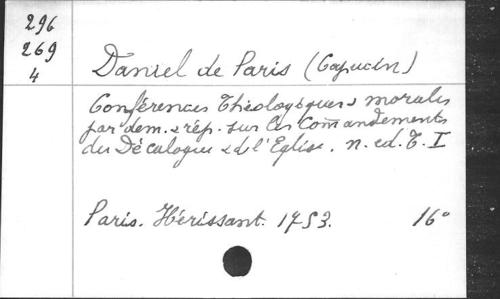 296
269
4
Daniel de Paris (Capucin)
Conférences Théologiques & morales
par dem. & rép. sur les Comandements
du Décalogue & de l'Eglise. n. ed. T. I
Paris. Hérissant. 1753. 16°